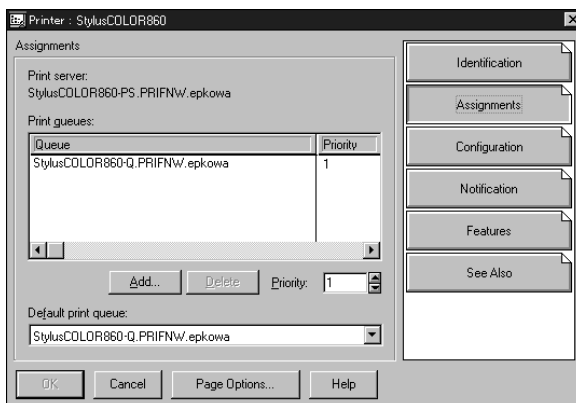 Printer : StylusCOLOR860
Assignments
Print server:
StylusCOLOR860-PS.PRIFNW.epkowa
Print queues:
Queue Priority
StylusCOLOR860-Q.PRIFNW.epkowa 1
Add... Delete Priority: 1
Default print queue:
StylusCOLOR860-Q.PRIFNW.epkowa
OK Cancel Page Options... Help
Identification
Assignments
Configuration
Notification
Features
See Also